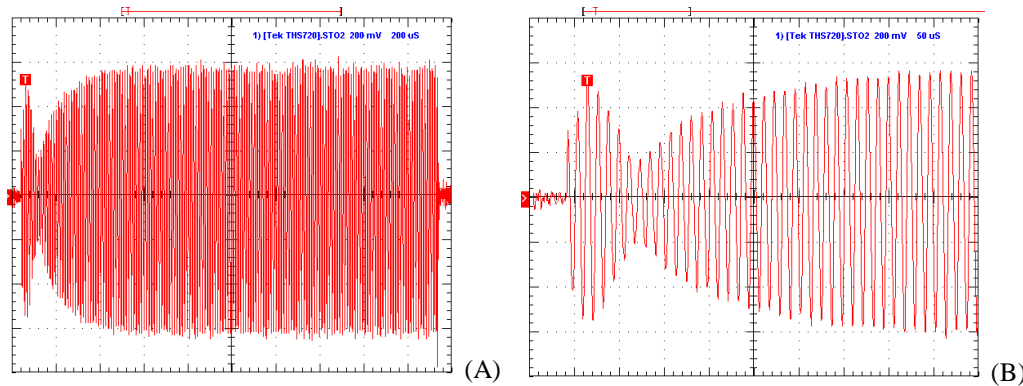 1) [Tek THS720].STO2 200 mV 200 uS
T
(A)
1) [Tek THS720].STO2 200 mV 50 uS
T
(B)